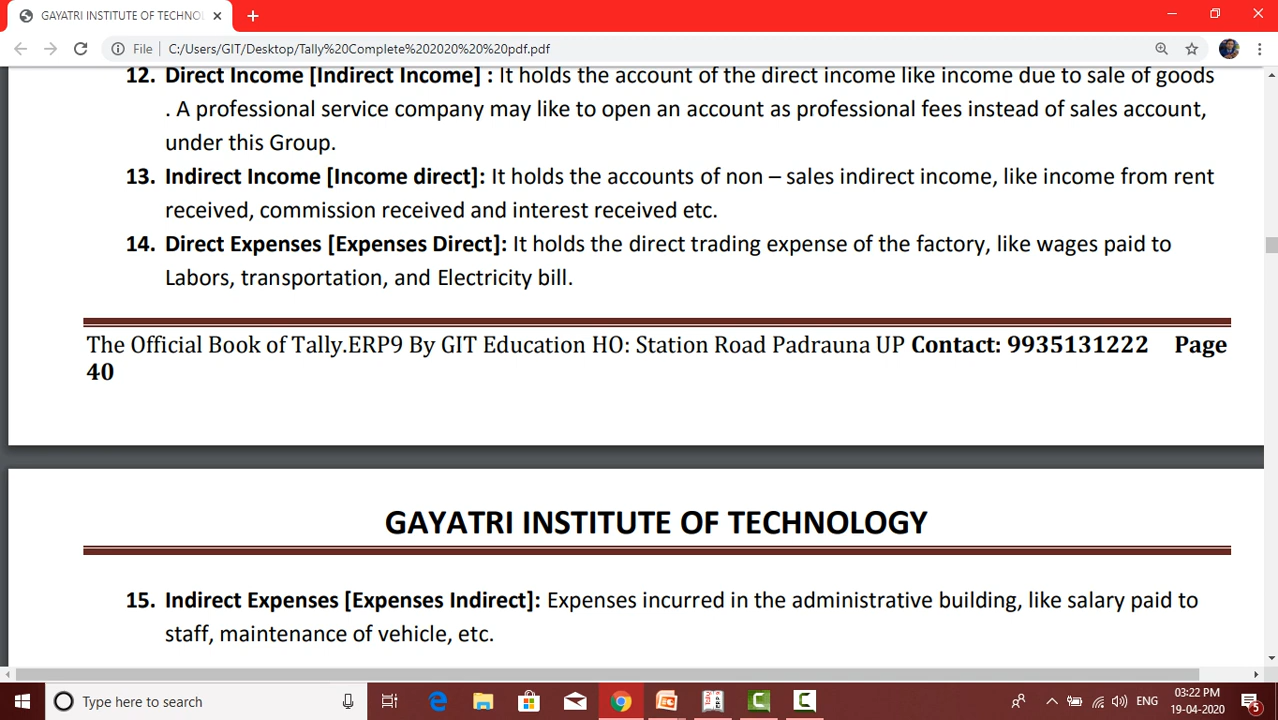 GAYATRI INSTITUTE OF TECHNOL
File
C:/Users/GIT/Desktop/Tally%20Complete%202020%20%20pdf.pdf
12. Direct Income [Indirect Income] : It holds the account of the direct income like income due to sale of goods
. A professional service company may like to open an account as professional fees instead of sales account,
under this Group.
13. Indirect Income [Income direct]: It holds the accounts of non – sales indirect income, like income from rent
received, commission received and interest received etc.
14. Direct Expenses [Expenses Direct]: It holds the direct trading expense of the factory, like wages paid to
Labors, transportation, and Electricity bill.
The Official Book of Tally.ERP9 By GIT Education HO: Station Road Padrauna UP Contact: 9935131222 Page
40
GAYATRI INSTITUTE OF TECHNOLOGY
15. Indirect Expenses [Expenses Indirect]: Expenses incurred in the administrative building, like salary paid to
staff, maintenance of vehicle, etc.
Type here to search
ENG
03:22 PM
19-04-2020
5